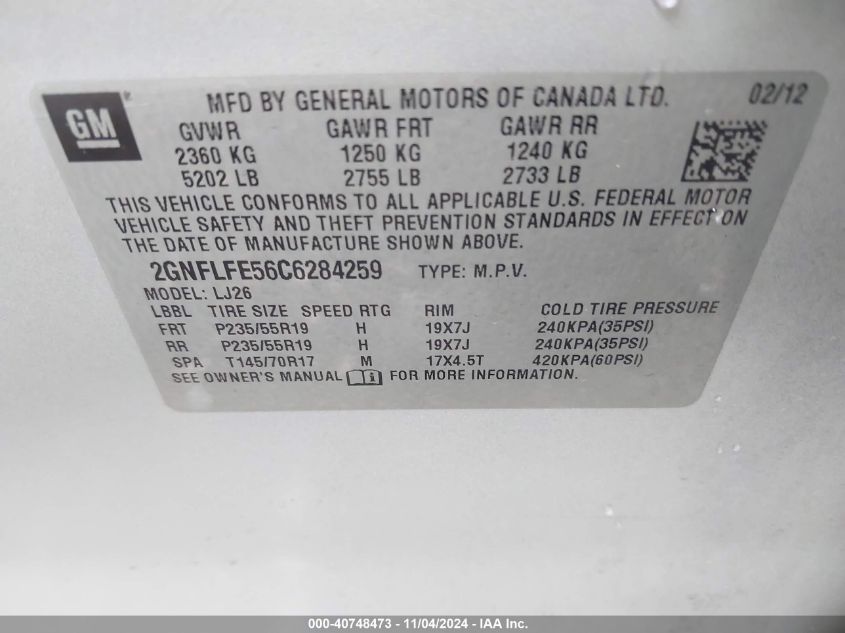 GM ®
MFD BY GENERAL MOTORS OF CANADA LTD. 02/12
GVWR GAWR FRT GAWR RR
2360 KG 1250 KG 1240 KG
5202 LB 2755 LB 2733 LB
THIS VEHICLE CONFORMS TO ALL APPLICABLE U.S. FEDERAL MOTOR
VEHICLE SAFETY AND THEFT PREVENTION STANDARDS IN EFFECT ON
THE DATE OF MANUFACTURE SHOWN ABOVE.
2GNFLFE56C6284259 TYPE: M.P.V.
MODEL: LJ26
LBBL TIRE SIZE SPEED RTG RIM COLD TIRE PRESSURE
FRT P235/55R19 H 19X7J 240KPA(35PSI)
RR P235/55R19 H 19X7J 240KPA(35PSI)
SPA T145/70R17 M 17X4.5T 420KPA(60PSI)
SEE OWNER'S MANUAL FOR MORE INFORMATION.
000-40748473 - 11/04/2024 - IAA Inc.